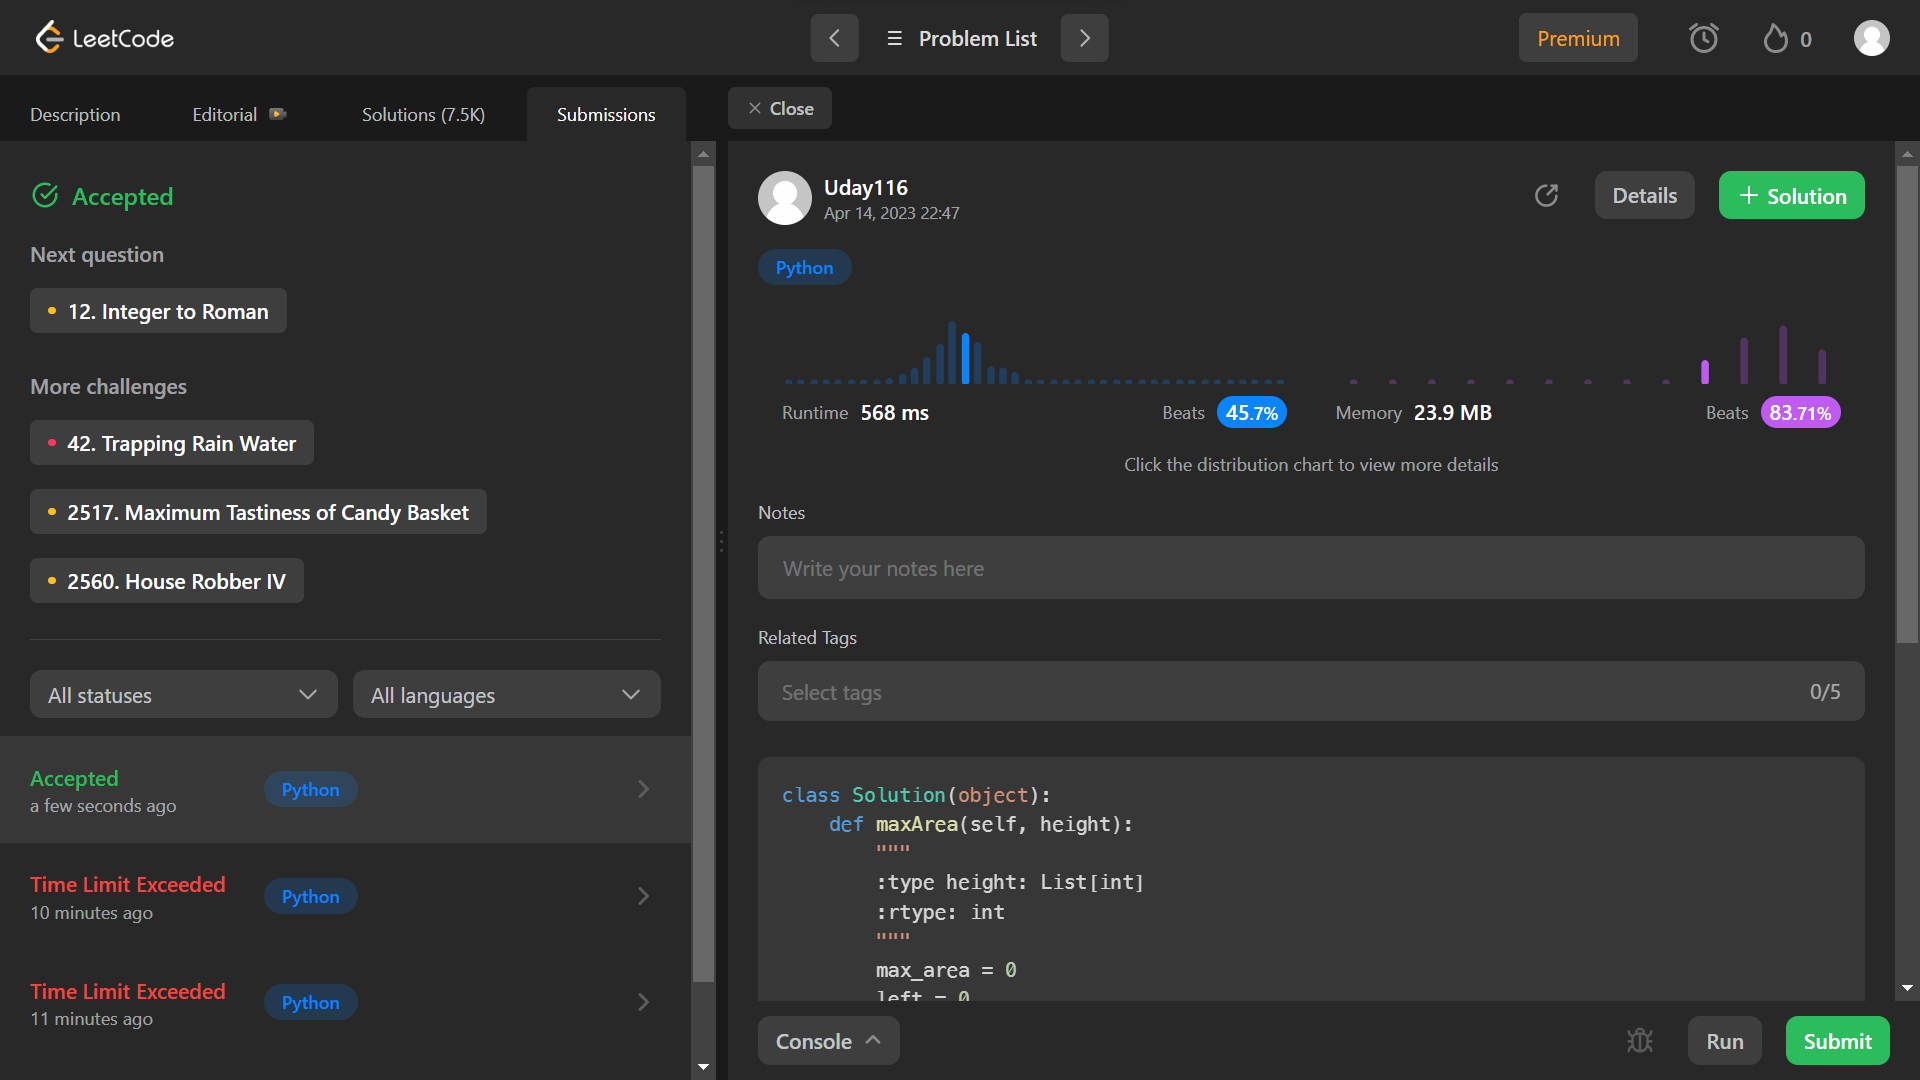 LeetCode
Problem List
Premium
0
Description
Editorial
Solutions (7.5K)
Submissions
Close
Accepted
Next question
12. Integer to Roman
More challenges
42. Trapping Rain Water
2517. Maximum Tastiness of Candy Basket
2560. House Robber IV
All statuses
All languages
Accepted
a few seconds ago
Python
Time Limit Exceeded
10 minutes ago
Python
Time Limit Exceeded
11 minutes ago
Python
Uday116
Apr 14, 2023 22:47
Details
+ Solution
Python
Runtime 568 ms
Beats 45.7%
Memory 23.9 MB
Beats 83.71%
Click the distribution chart to view more details
Notes
Write your notes here
Related Tags
Select tags
0/5
class Solution(object):
    def maxArea(self, height):
        """
        :type height: List[int]
        :rtype: int
        """
        max_area = 0
        left = 0
Console
Run
Submit